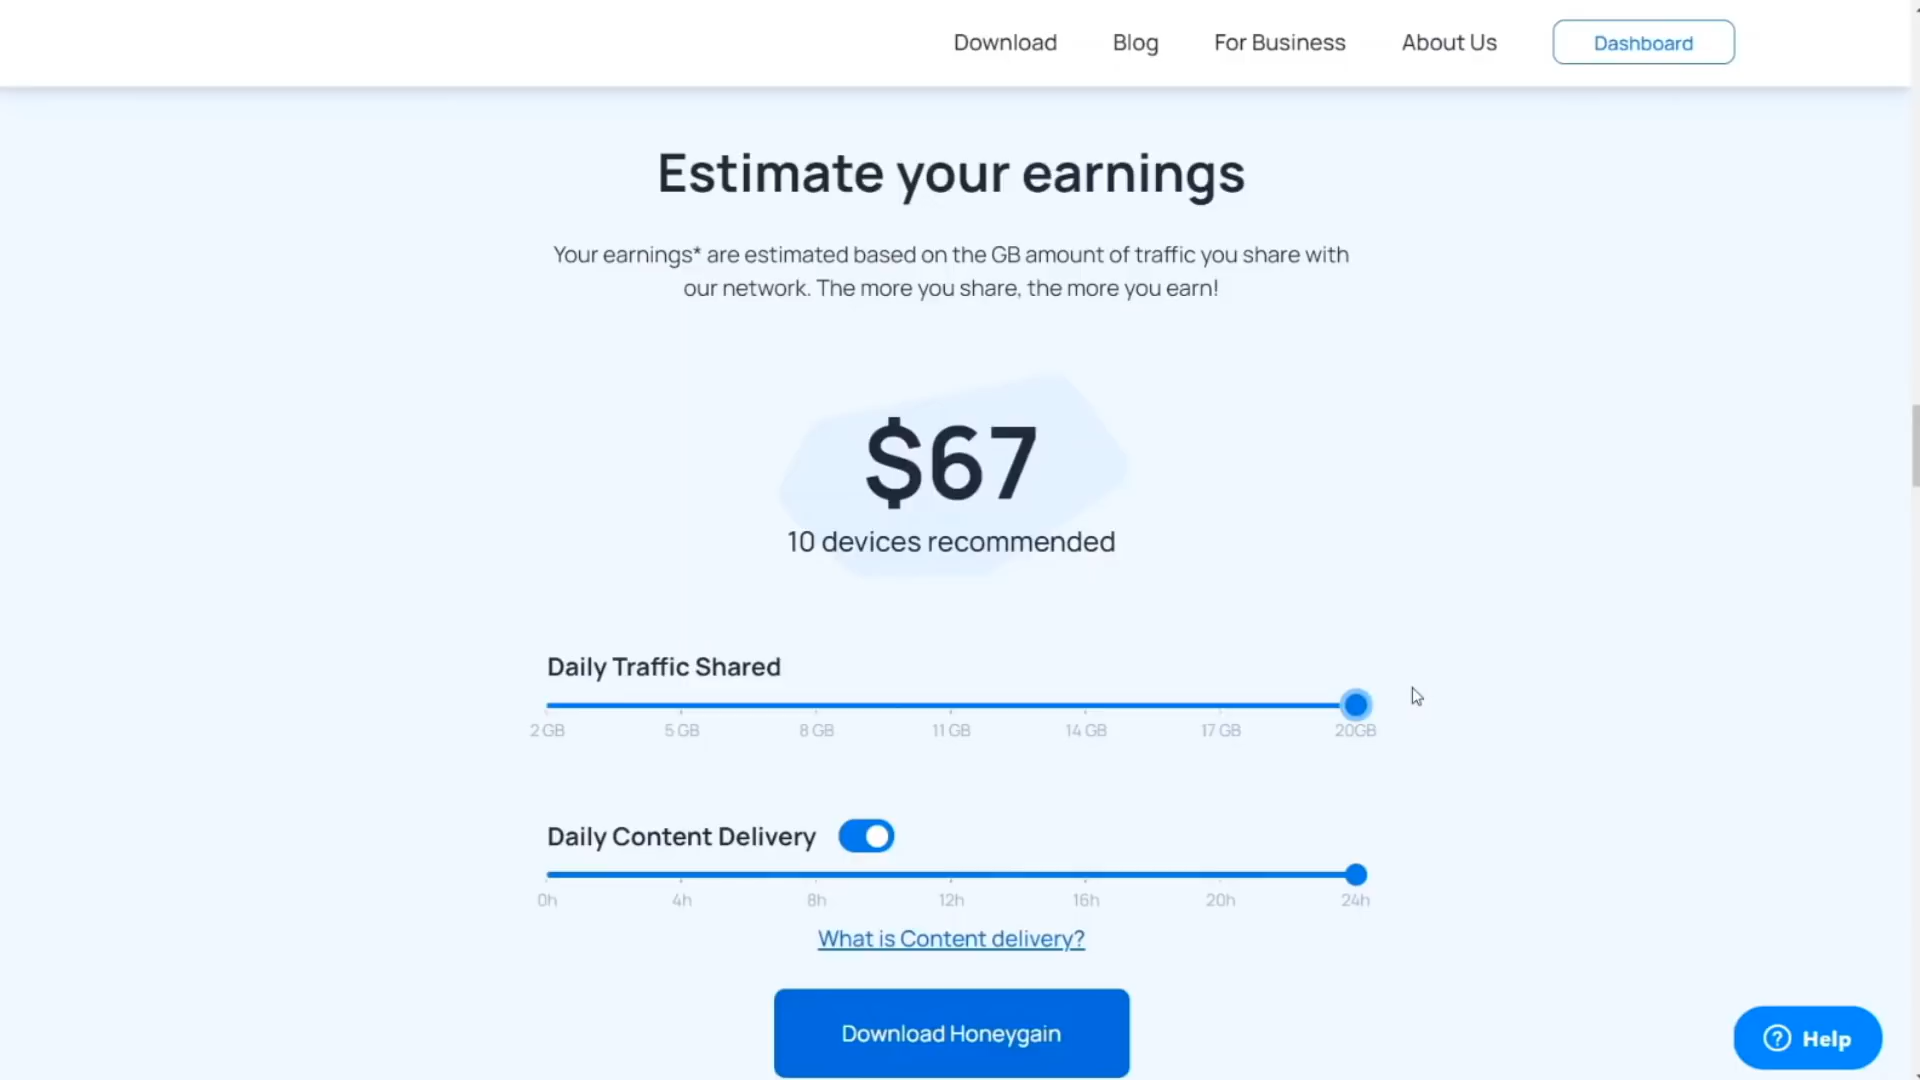 Download Blog For Business About Us Dashboard
Estimate your earnings
Your earnings* are estimated based on the GB amount of traffic you share with
our network. The more you share, the more you earn!
$67
10 devices recommended
Daily Traffic Shared
2 GB 5 GB 8 GB 11 GB 14 GB 17 GB 20GB
Daily Content Delivery
0h 4h 8h 12h 16h 20h 24h
What is Content delivery?
Download Honeygain
? Help